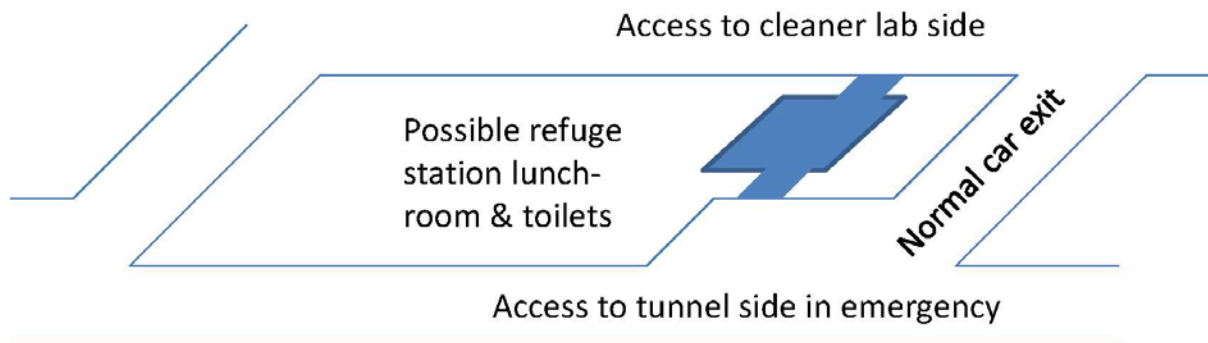 Access to cleaner lab side
Possible refuge
station lunch-
room & toilets
Normal car exit
Access to tunnel side in emergency